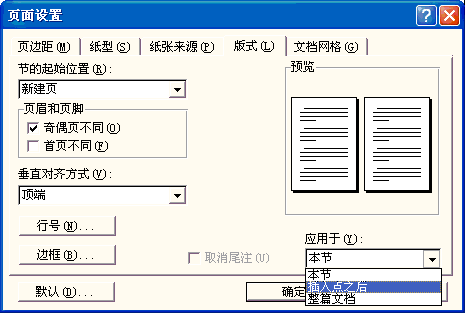 页面设置
页边距(M) 纸型(S) 纸张来源(P) 版式(L) 文档网格(G)
节的起始位置(R):
新建页
页眉和页脚
奇偶页不同(O)
首页不同(F)
垂直对齐方式(V):
顶端
行号(N)...
边框(B)...
取消尾注(U)
预览
应用于(Y):
本节
本节
插入点之后
整篇文档
默认(D)...
确定